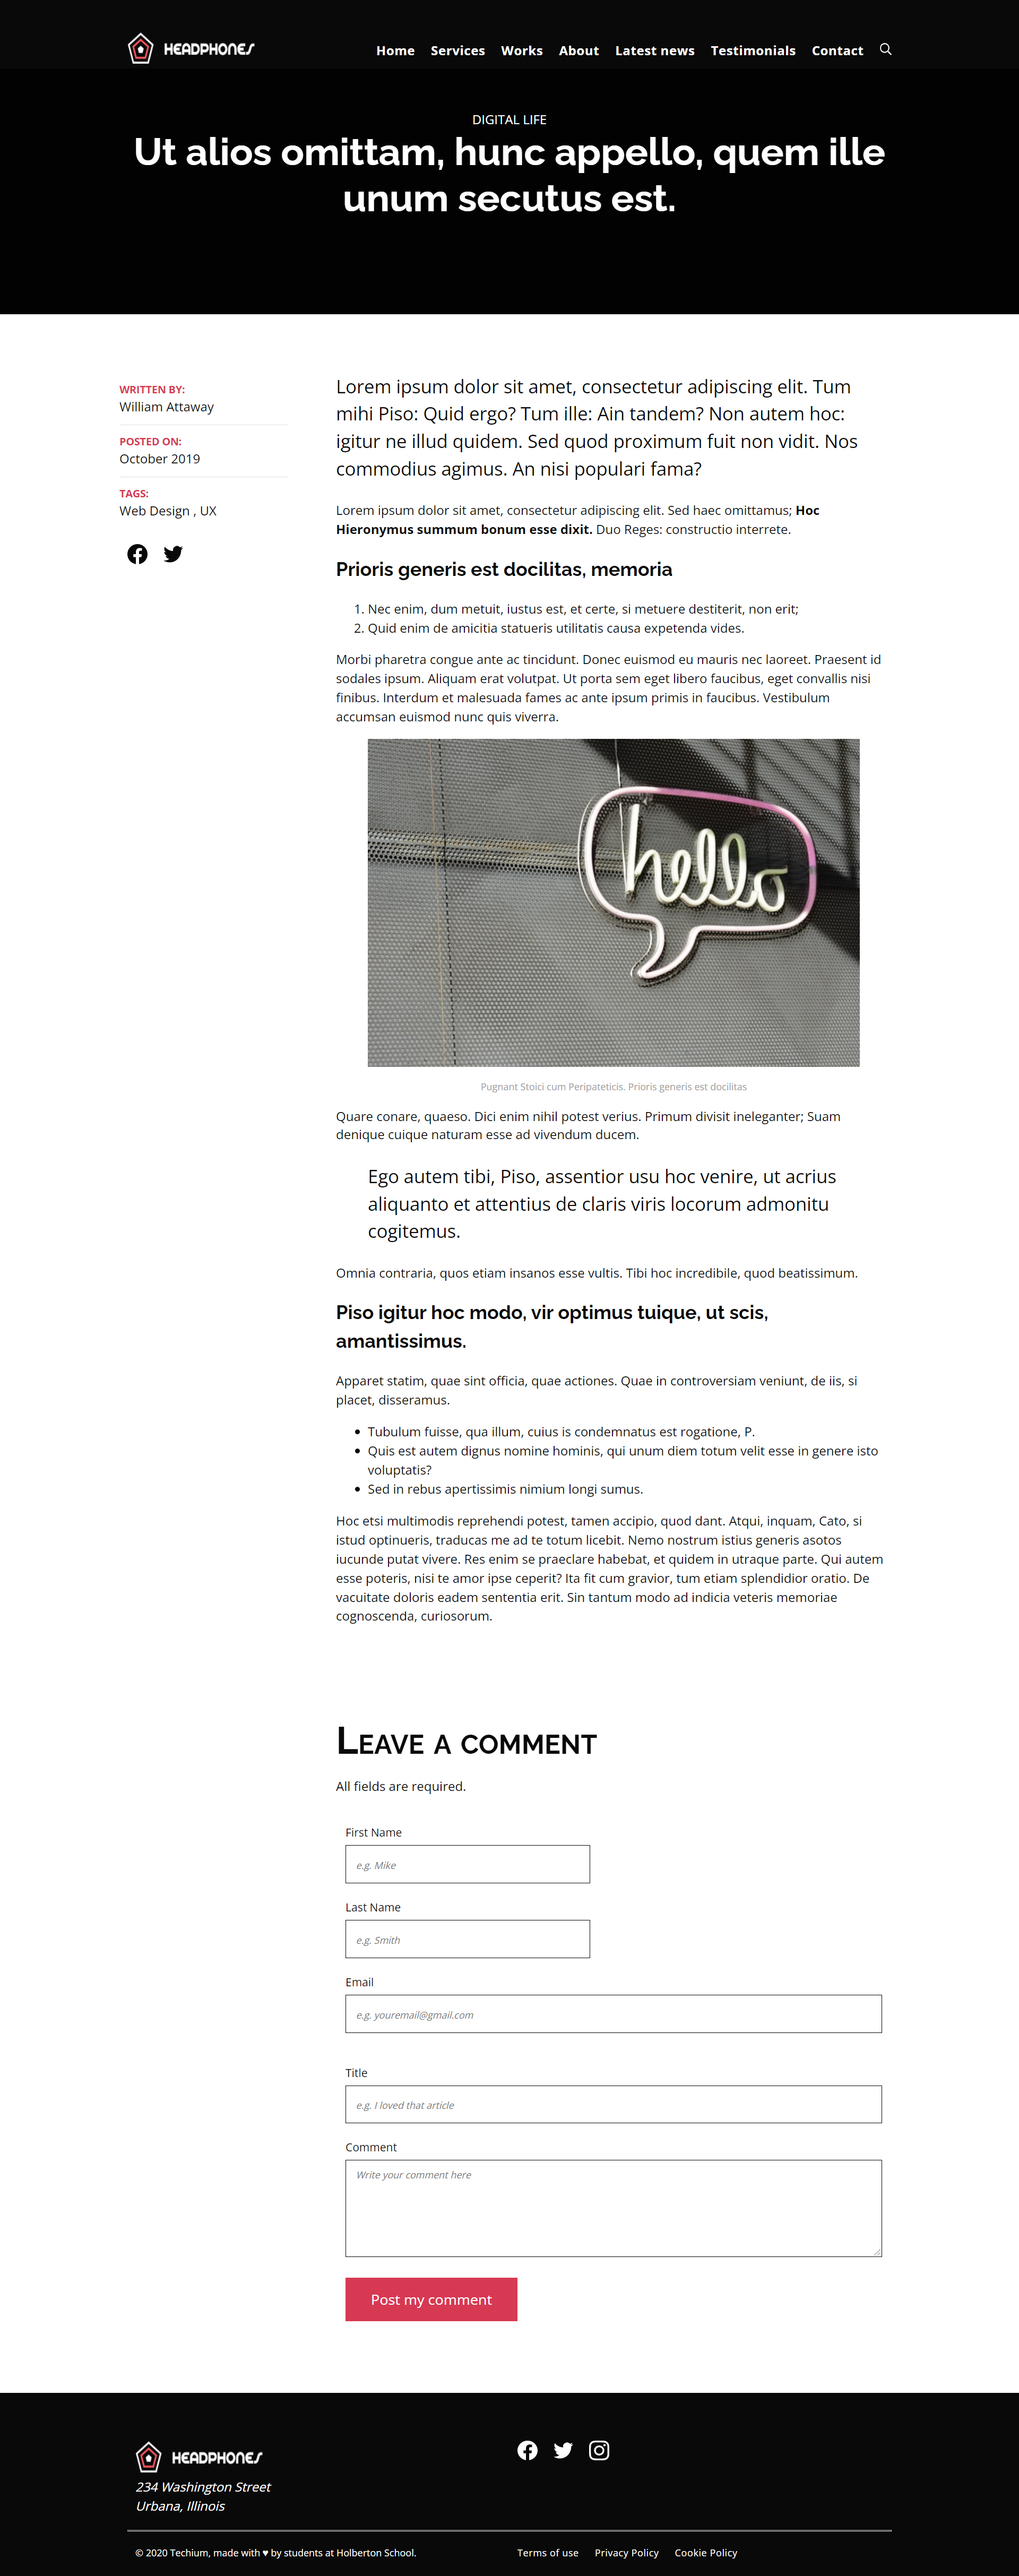 HEADPHONES
Home Services Works About Latest news Testimonials Contact
DIGITAL LIFE
Ut alios omittam, hunc appello, quem ille
unum secutus est.
WRITTEN BY:
William Attaway
POSTED ON:
October 2019
TAGS:
Web Design , UX
Lorem ipsum dolor sit amet, consectetur adipiscing elit. Tum
mihi Piso: Quid ergo? Tum ille: Ain tandem? Non autem hoc:
igitur ne illud quidem. Sed quod proximum fuit non vidit. Nos
commodius agimus. An nisi populari fama?
Lorem ipsum dolor sit amet, consectetur adipiscing elit. Sed haec omittamus; Hoc
Hieronymus summum bonum esse dixit. Duo Reges: constructio interrete.
Prioris generis est docilitas, memoria
1. Nec enim, dum metuit, iustus est, et certe, si metuere destiterit, non erit;
2. Quid enim de amicitia statueris utilitatis causa expetenda vides.
Morbi pharetra congue ante ac tincidunt. Donec euismod eu mauris nec laoreet. Praesent id
sodales ipsum. Aliquam erat volutpat. Ut porta sem eget libero faucibus, eget convallis nisi
finibus. Interdum et malesuada fames ac ante ipsum primis in faucibus. Vestibulum
accumsan euismod nunc quis viverra.
hello
Pugnant Stoici cum Peripateticis. Prioris generis est docilitas
Quare conare, quaeso. Dici enim nihil potest verius. Primum divisit ineleganter; Suam
denique cuique naturam esse ad vivendum ducem.
Ego autem tibi, Piso, assentior usu hoc venire, ut acrius
aliquanto et attentius de claris viris locorum admonitu
cogitemus.
Omnia contraria, quos etiam insanos esse vultis. Tibi hoc incredibile, quod beatissimum.
Piso igitur hoc modo, vir optimus tuique, ut scis,
amantissimus.
Apparet statim, quae sint officia, quae actiones. Quae in controversiam veniunt, de iis, si
placet, disseramus.
• Tubulum fuisse, qua illum, cuius is condemnatus est rogatione, P.
• Quis est autem dignus nomine hominis, qui unum diem totum velit esse in genere isto
voluptatis?
• Sed in rebus apertissimis nimium longi sumus.
Hoc etsi multimodis reprehendi potest, tamen accipio, quod dant. Atqui, inquam, Cato, si
istud optinueris, traducas me ad te totum licebit. Nemo nostrum istius generis asotos
iucunde putat vivere. Res enim se praeclare habebat, et quidem in utraque parte. Qui autem
esse poteris, nisi te amor ipse ceperit? Ita fit cum gravior, tum etiam splendidior oratio. De
vacuitate doloris eadem sententia erit. Sin tantum modo ad indicia veteris memoriae
cognoscenda, curiosorum.
Leave a comment
All fields are required.
First Name
e.g. Mike
Last Name
e.g. Smith
Email
e.g. youremail@gmail.com
Title
e.g. I loved that article
Comment
Write your comment here
Post my comment
HEADPHONES
234 Washington Street
Urbana, Illinois
© 2020 Techium, made with ♥ by students at Holberton School.
Terms of use Privacy Policy Cookie Policy